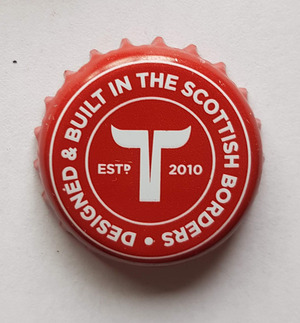 DESIGNED & BUILT IN THE SCOTTISH BORDERS •
T
ESTD 2010